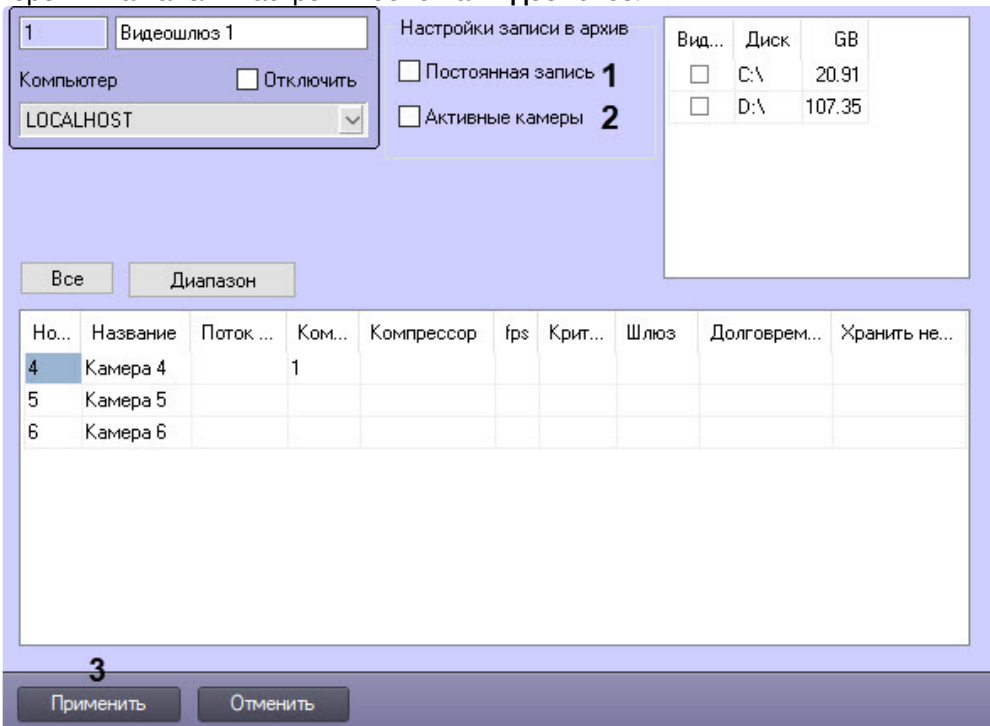 1 Видеошлюз 1
Компьютер Отключить
LOCALHOST
Настройки записи в архив
Постоянная запись 1
Активные камеры 2
Вид... Диск GB
C:\ 20.91
D:\ 107.35
Все Диапазон
Но... Название Поток ... Ком... Компрессор fps Крит... Шлюз Долговрем... Хранить не...
4 Камера 4 1
5 Камера 5
6 Камера 6
3
Применить Отменить